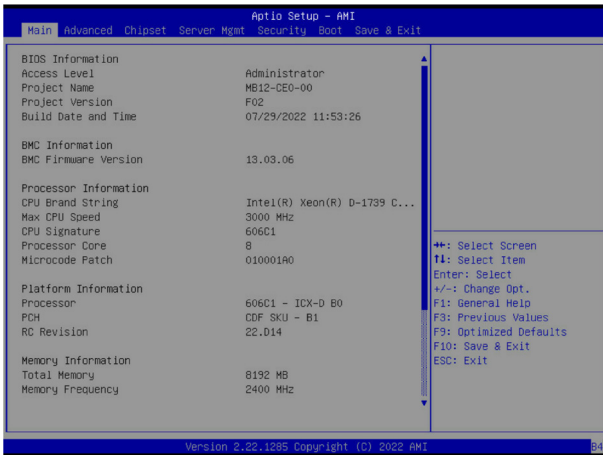 Aptio Setup – AMI
Main Advanced Chipset Server Mgmt Security Boot Save & Exit
BIOS Information
Access Level Administrator
Project Name MB12-CE0-00
Project Version F02
Build Date and Time 07/29/2022 11:53:26
BMC Information
BMC Firmware Version 13.03.06
Processor Information
CPU Brand String Intel(R) Xeon(R) D-1739 C...
Max CPU Speed 3000 MHz
CPU Signature 606C1
Processor Core 8
Microcode Patch 010001A0
Platform Information
Processor 606C1 – ICX-D B0
PCH CDF SKU – B1
RC Revision 22.D14
Memory Information
Total Memory 8192 MB
Memory Frequency 2400 MHz
→←: Select Screen
↑↓: Select Item
Enter: Select
+/-: Change Opt.
F1: General Help
F3: Previous Values
F9: Optimized Defaults
F10: Save & Exit
ESC: Exit
Version 2.22.1285 Copyright (C) 2022 AMI
B4